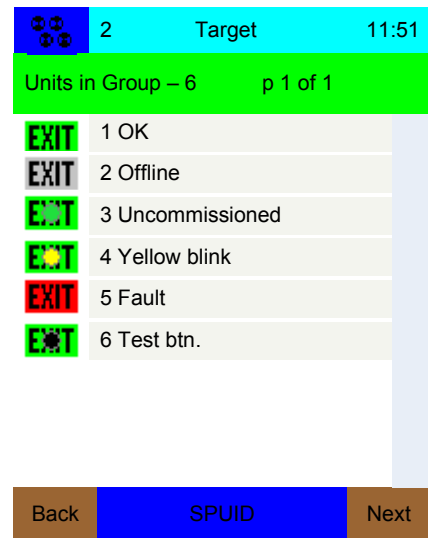 2 Target 11:51
Units in Group – 6 p 1 of 1
EXIT 1 OK
EXIT 2 Offline
EXIT 3 Uncommissioned
EXIT 4 Yellow blink
EXIT 5 Fault
EXIT 6 Test btn.
Back SPUID Next